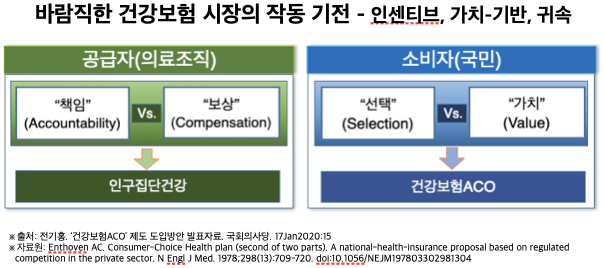 바람직한 건강보험 시장의 작동 기전 - 인센티브, 가치-기반, 귀속
공급자(의료조직)
“책임”
(Accountability)
Vs.
“보상”
(Compensation)
인구집단건강
소비자(국민)
“선택”
(Selection)
Vs.
“가치”
(Value)
건강보험ACO
※ 출처: 전기홍. ‘건강보험ACO’ 제도 도입방안 발표자료. 국회의사당. 17Jan2020:15
※ 자료원: Enthoven AC. Consumer-Choice Health plan (second of two parts). A national-health-insurance proposal based on regulated
competition in the private sector. N Engl J Med. 1978;298(13):709-720. doi:10.1056/NEJM197803302981304